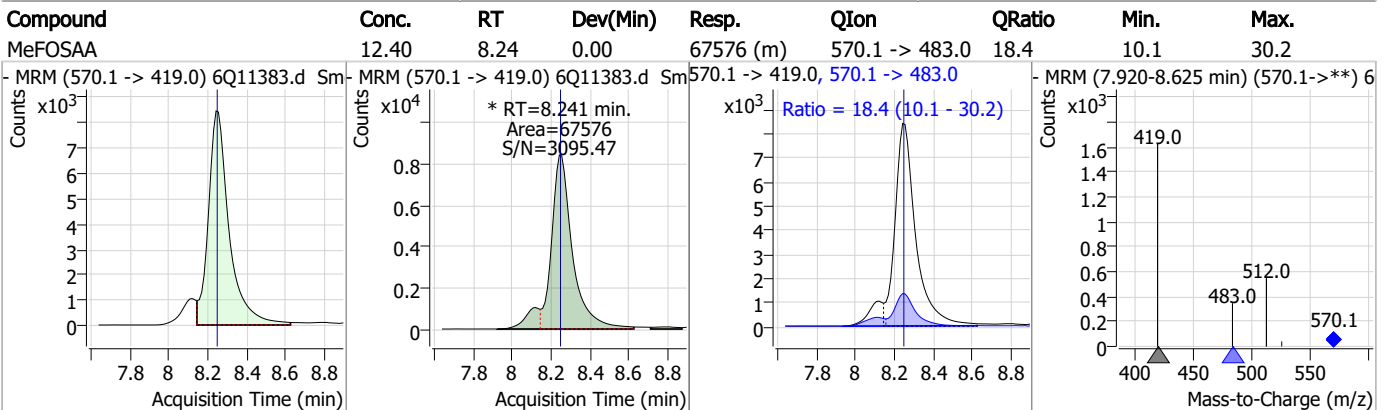 Compound Conc. RT Dev(Min) Resp. QIon QRatio Min. Max.
MeFOSAA 12.40 8.24 0.00 67576 (m) 570.1 -> 483.0 18.4 10.1 30.2
- MRM (570.1 -> 419.0) 6Q11383.d Sm
Counts
x10³
7
6
5
4
3
2
1
0
7.8 8 8.2 8.4 8.6 8.8
Acquisition Time (min)
- MRM (570.1 -> 419.0) 6Q11383.d Sm
Counts
x10⁴
* RT=8.241 min.
Area=67576
S/N=3095.47
0.8
0.6
0.4
0.2
0
7.8 8 8.2 8.4 8.6 8.8
Acquisition Time (min)
570.1 -> 419.0, 570.1 -> 483.0
Counts
x10³
Ratio = 18.4 (10.1 - 30.2)
7
6
5
4
3
2
1
0
7.8 8 8.2 8.4 8.6 8.8
Acquisition Time (min)
- MRM (7.920-8.625 min) (570.1->**) 6
Counts
x10³
419.0
1.6
1.4
1.2
1
0.8
0.6
0.4
0.2
0
512.0
483.0
570.1
400 450 500 550
Mass-to-Charge (m/z)